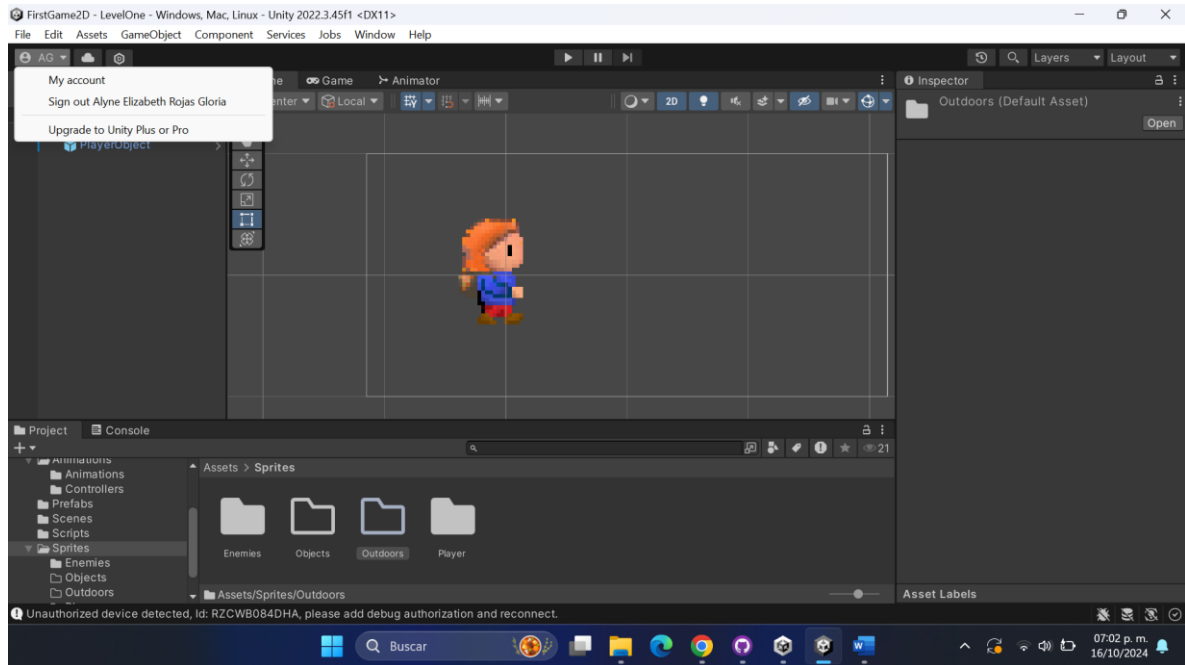 FirstGame2D - LevelOne - Windows, Mac, Linux - Unity 2022.3.45f1 <DX11>
File Edit Assets GameObject Component Services Jobs Window Help
AG Layers Layout
My account
Sign out Alyne Elizabeth Rojas Gloria
Upgrade to Unity Plus or Pro
Game Animator
Local 2D
PlayerObject
Inspector
Outdoors (Default Asset)
Open
Project Console
21
Animations
Animations
Controllers
Prefabs
Scenes
Scripts
Sprites
Enemies
Objects
Outdoors
Assets > Sprites
Enemies Objects Outdoors Player
Assets/Sprites/Outdoors
Asset Labels
Unauthorized device detected, Id: RZCWB084DHA, please add debug authorization and reconnect.
Buscar
07:02 p. m.
16/10/2024